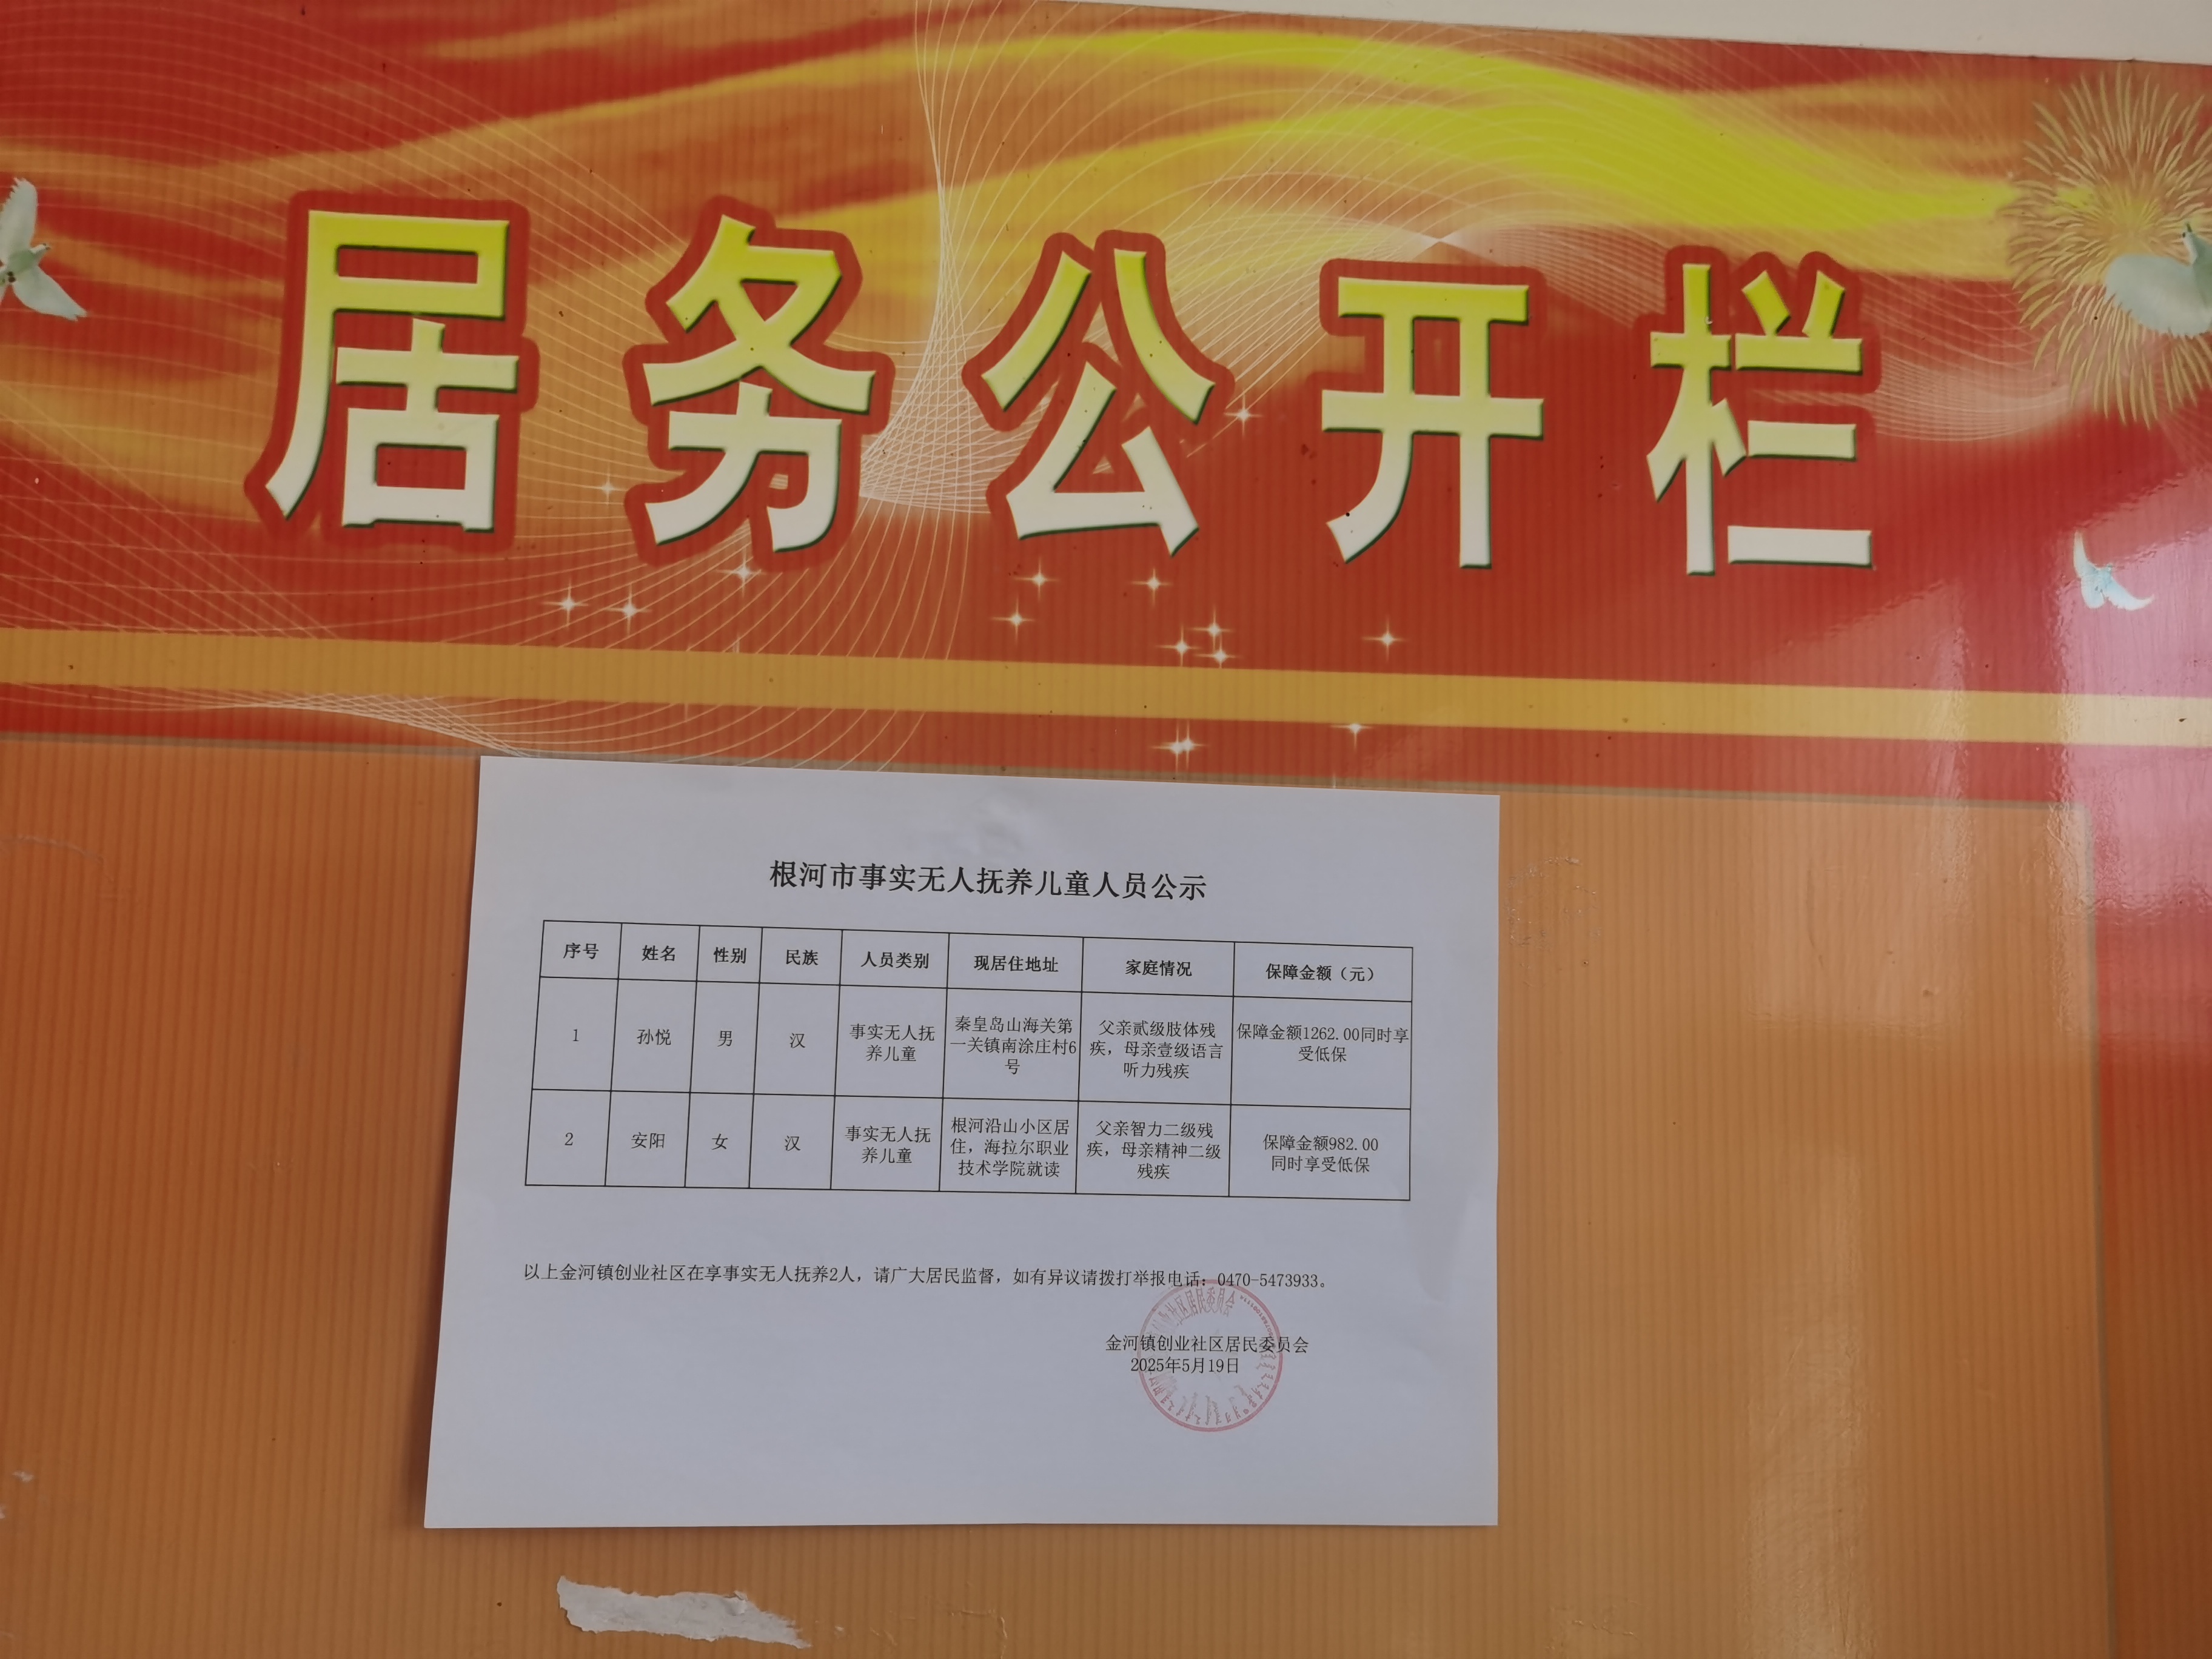 居务公开栏
根河市事实无人抚养儿童人员公示
序号 姓名 性别 民族 人员类别 现居住地址 家庭情况 保障金额（元）
1 孙悦 男 汉 事实无人抚养儿童 秦皇岛山海关第一关镇南涂庄村6号 父亲贰级肢体残疾，母亲壹级语言听力残疾 保障金额1262.00同时享受低保
2 安阳 女 汉 事实无人抚养儿童 根河沿山小区居住，海拉尔职业技术学院就读 父亲智力二级残疾，母亲精神二级残疾 保障金额982.00同时享受低保
以上金河镇创业社区在享事实无人抚养2人，请广大居民监督，如有异议请拨打举报电话：0470-5473933。
金河镇创业社区居民委员会
2025年5月19日